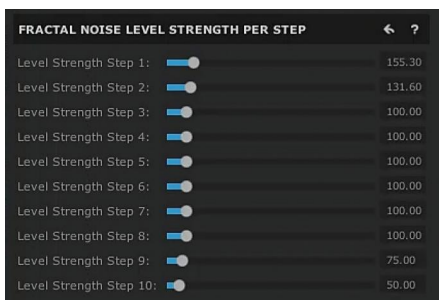 FRACTAL NOISE LEVEL STRENGTH PER STEP ?
Level Strength Step 1: 155.30
Level Strength Step 2: 131.60
Level Strength Step 3: 100.00
Level Strength Step 4: 100.00
Level Strength Step 5: 100.00
Level Strength Step 6: 100.00
Level Strength Step 7: 100.00
Level Strength Step 8: 100.00
Level Strength Step 9: 75.00
Level Strength Step 10: 50.00